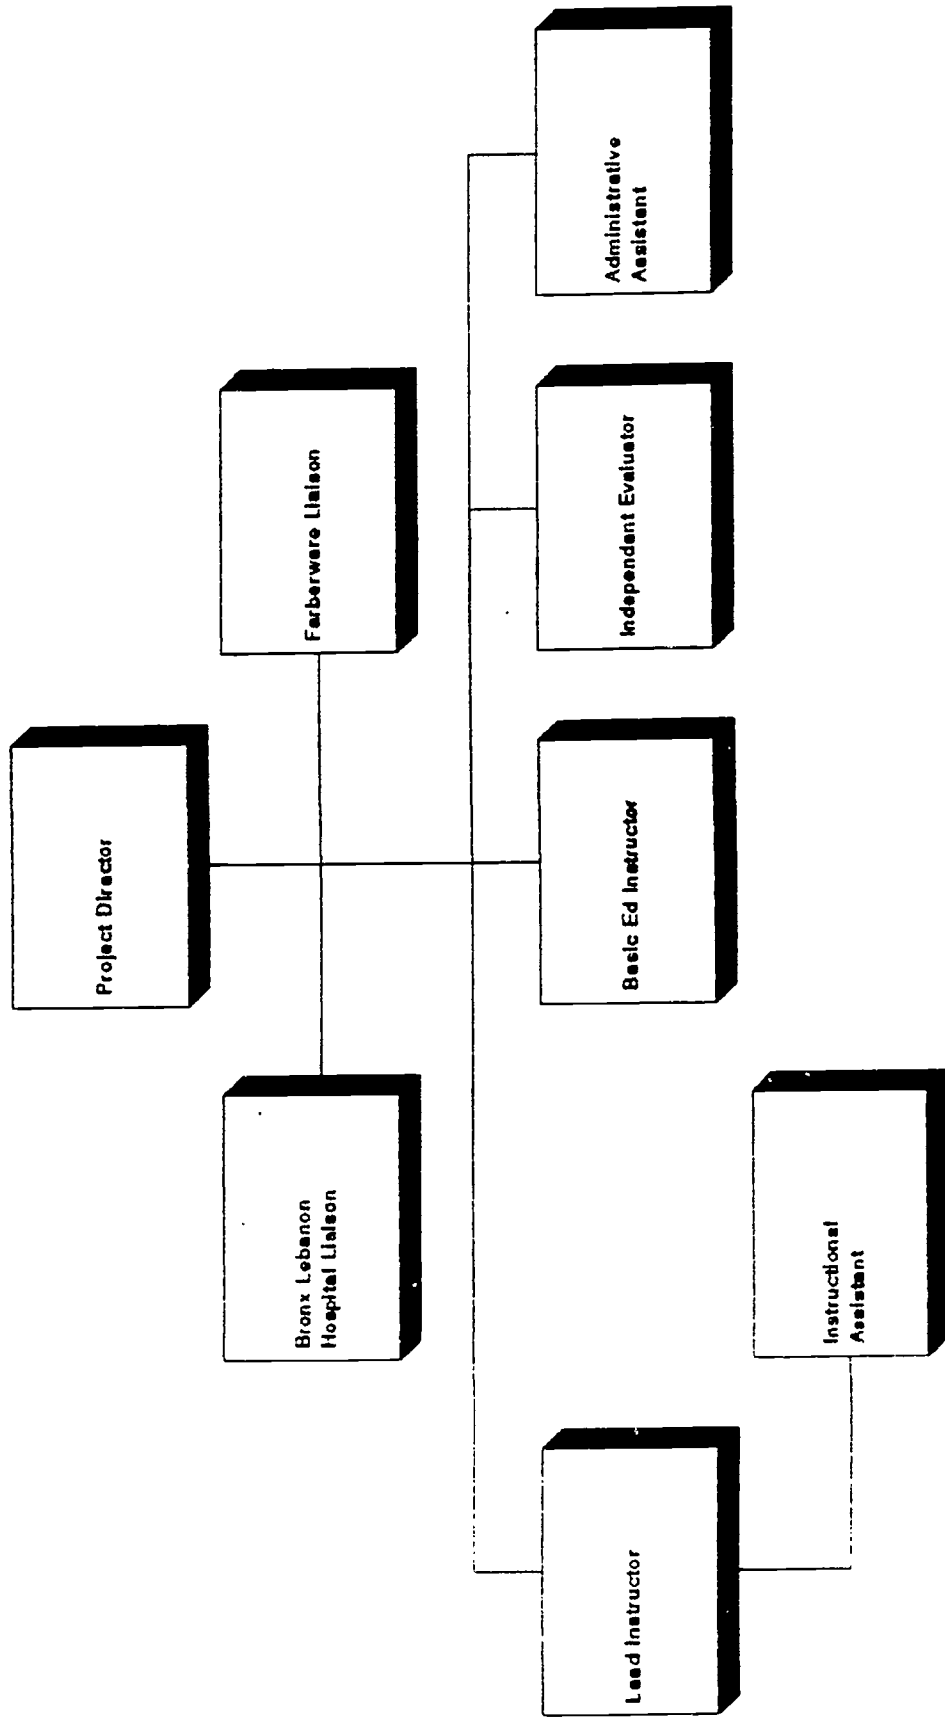 Project Director
Bronx Lebanon
Hospital Liaison
Farberware Liaison
Lead Instructor
Basic Ed Instructor
Independent Evaluator
Administrative
Assistant
Instructional
Assistant